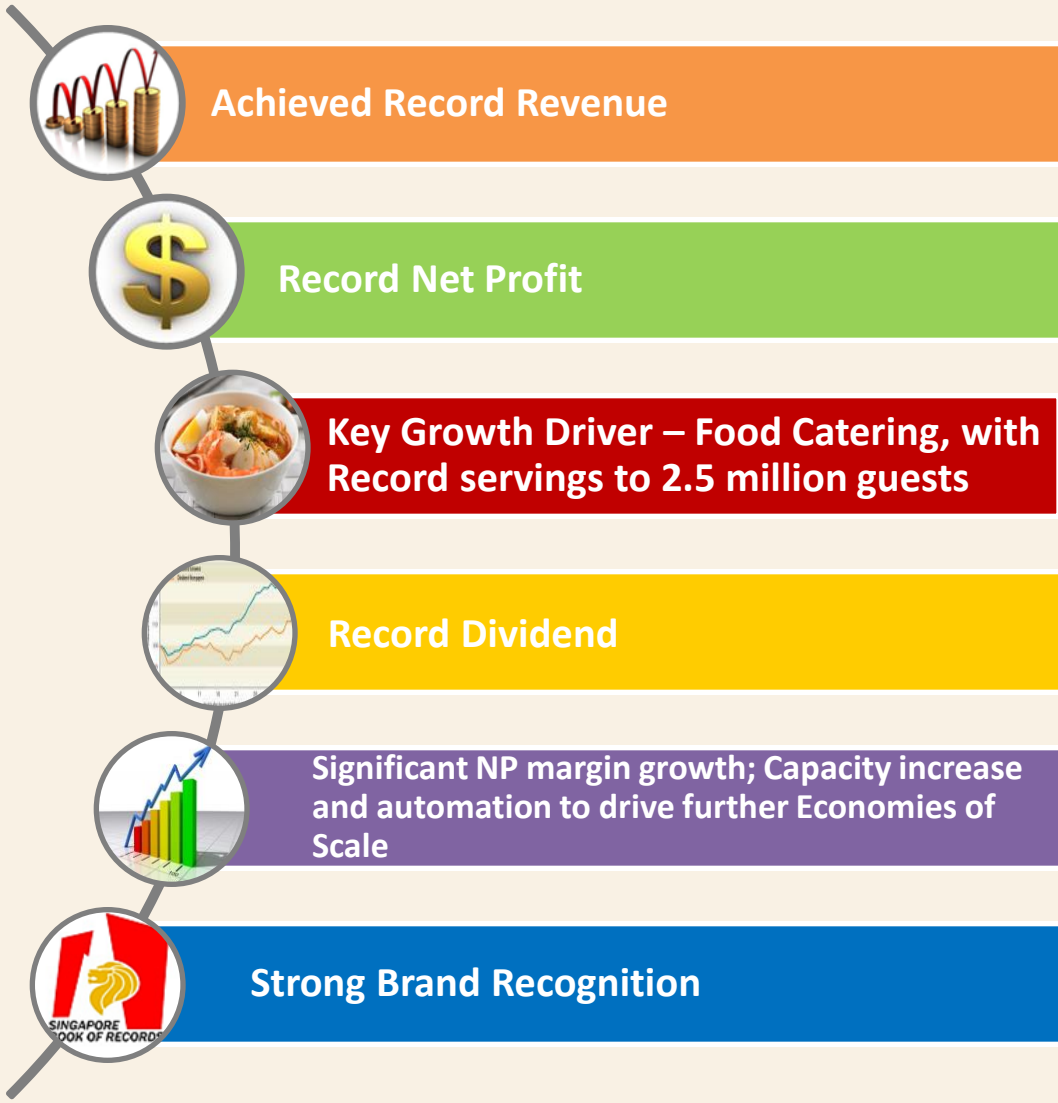 Achieved Record Revenue
Record Net Profit
Key Growth Driver – Food Catering, with
Record servings to 2.5 million guests
Record Dividend
Significant NP margin growth; Capacity increase
and automation to drive further Economies of
Scale
SINGAPORE
BOOK OF RECORDS
Strong Brand Recognition